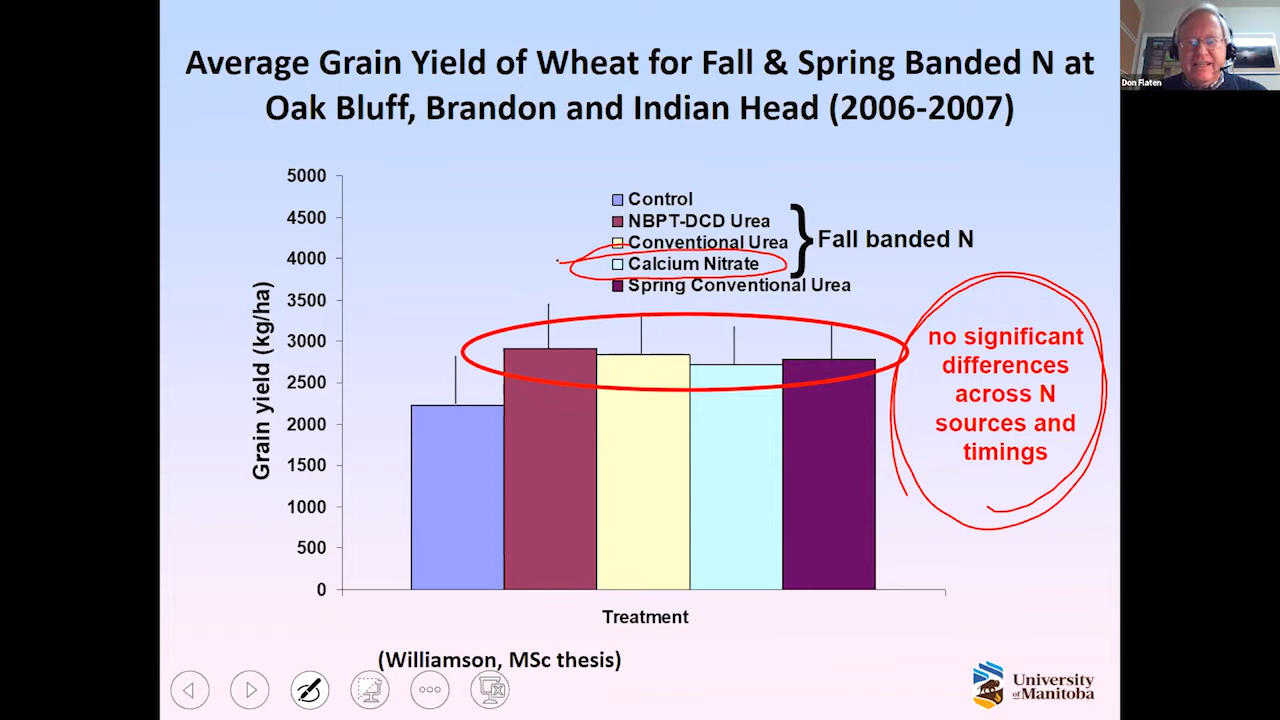 Average Grain Yield of Wheat for Fall & Spring Banded N at
Oak Bluff, Brandon and Indian Head (2006-2007)
Don Flaten
5000
4500
4000
3500
3000
2500
2000
1500
1000
500
0
Grain yield (kg/ha)
Control
NBPT-DCD Urea
Conventional Urea
Calcium Nitrate
Spring Conventional Urea
Fall banded N
no significant
differences
across N
sources and
timings
Treatment
(Williamson, MSc thesis)
University
of Manitoba